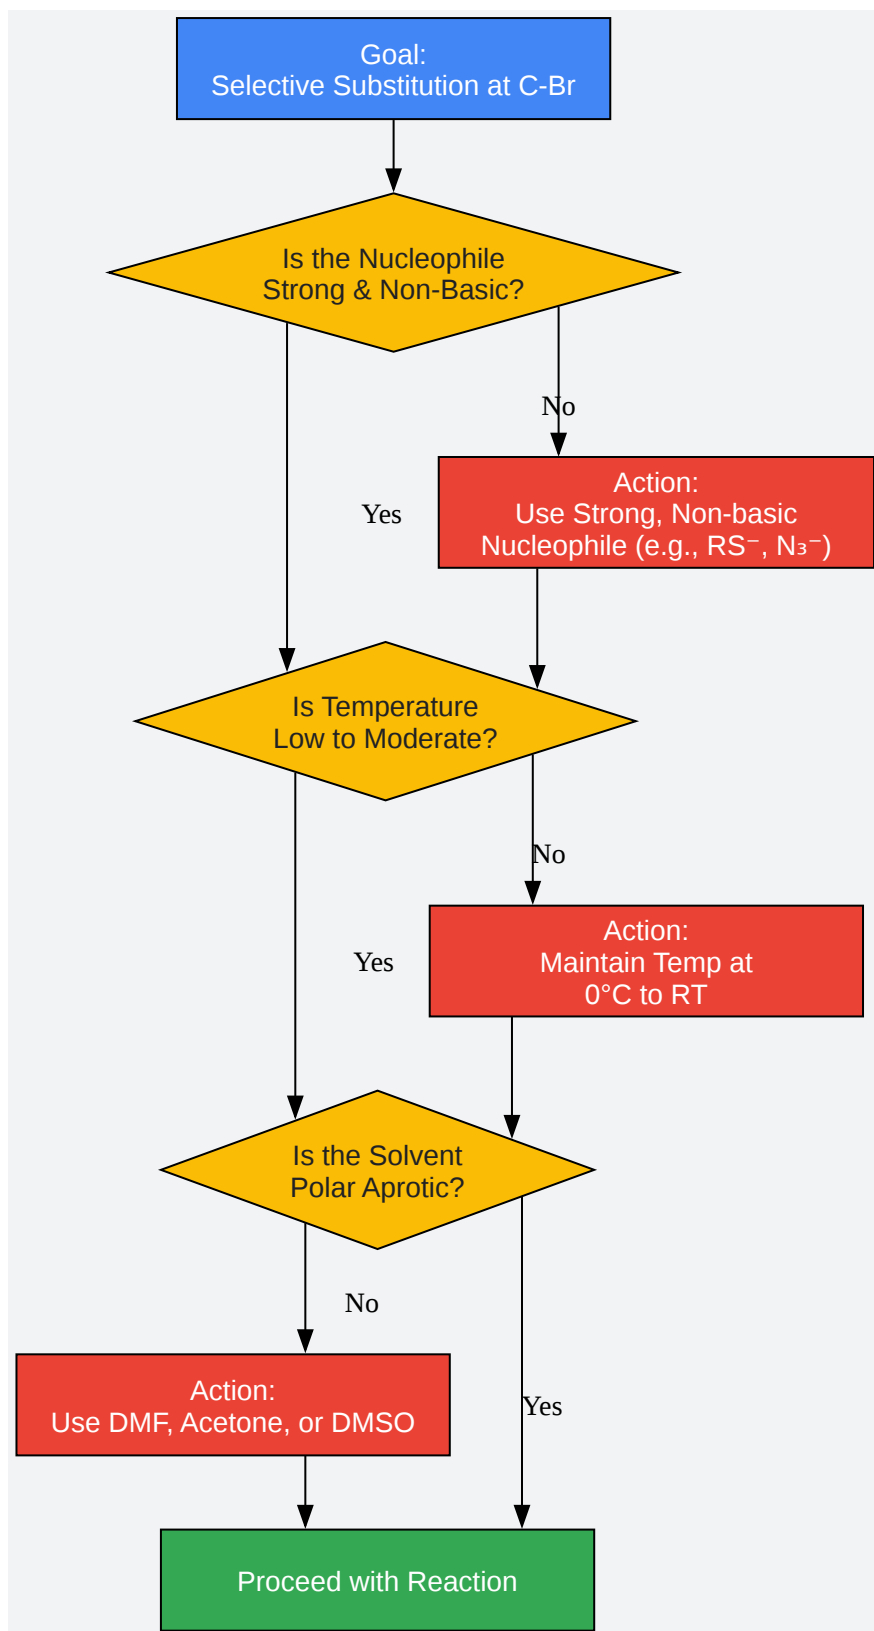 Goal:
Selective Substitution at C-Br
Is the Nucleophile
Strong & Non-Basic?
No
Action:
Use Strong, Non-basic
Nucleophile (e.g., RS⁻, N₃⁻)
Yes
Is Temperature
Low to Moderate?
No
Action:
Maintain Temp at
0°C to RT
Yes
Is the Solvent
Polar Aprotic?
No
Action:
Use DMF, Acetone, or DMSO
Yes
Proceed with Reaction